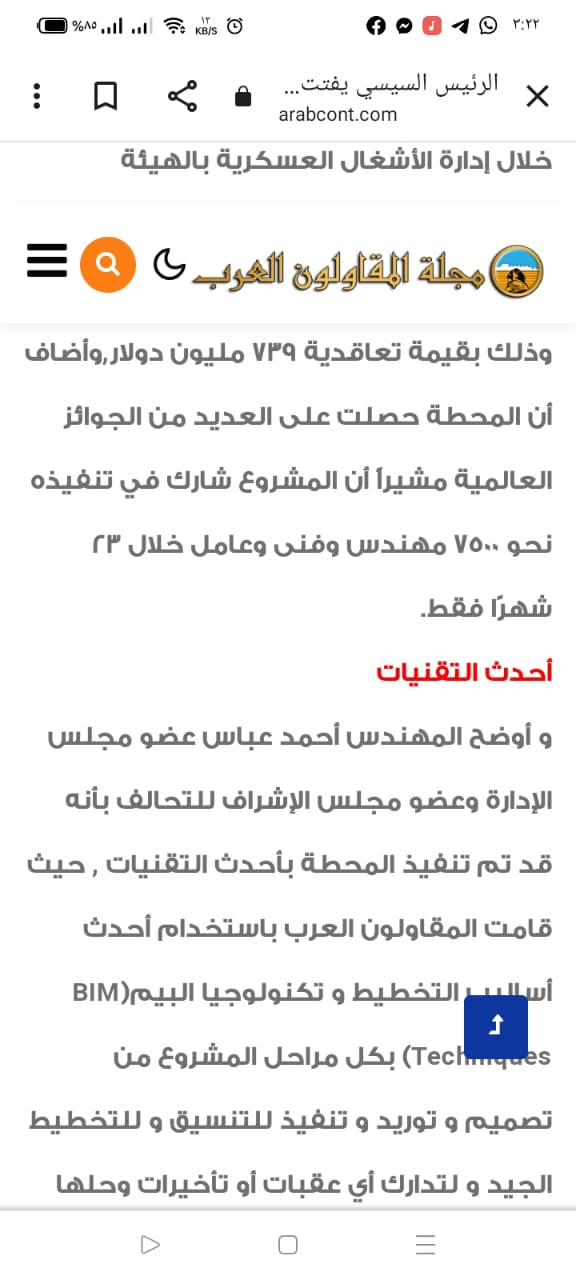 %٨٥
١٢
KB/S
٣:٢٢
الرئيس السيسي يفتت...
arabcont.com
خلال إدارة الأشغال العسكرية بالهيئة
مجلة المقاولون العرب
وذلك بقيمة تعاقدية ٧٣٩ مليون دولار,وأضاف
أن المحطة حصلت على العديد من الجوائز
العالمية مشيراً أن المشروع شارك في تنفيذه
نحو ٧٥٠٠ مهندس وفنى وعامل خلال ٢٣
شهرًا فقط.
أحدث التقنيات
و أوضح المهندس أحمد عباس عضو مجلس
الإدارة وعضو مجلس الإشراف للتحالف بأنه
قد تم تنفيذ المحطة بأحدث التقنيات , حيث
قامت المقاولون العرب باستخدام أحدث
أساليب التخطيط و تكنولوجيا البيم(BIM
Techniques) بكل مراحل المشروع من
تصميم و توريد و تنفيذ للتنسيق و للتخطيط
الجيد و لتدارك أي عقبات أو تأخيرات وحلها